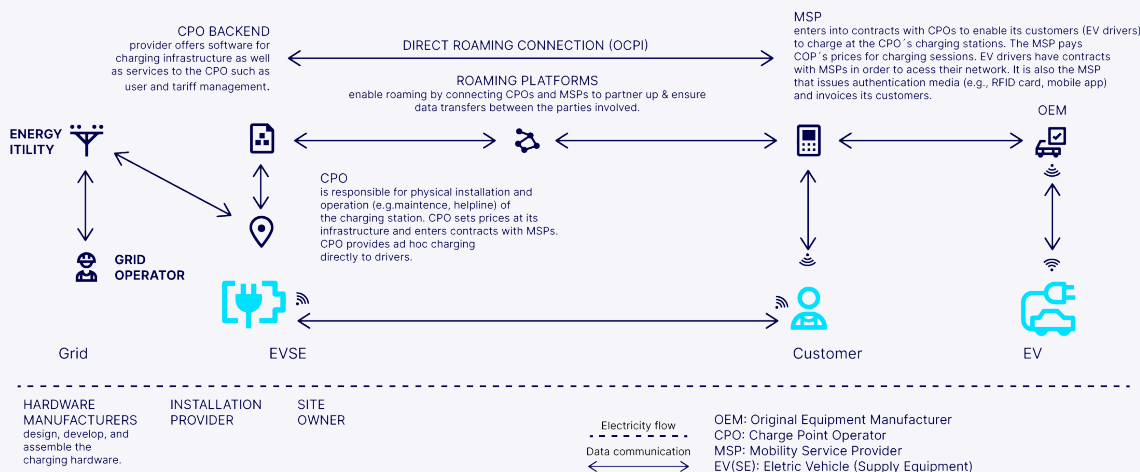 CPO BACKEND
provider offers software for
charging infrastructure as well
as services to the CPO such as
user and tariff management.
DIRECT ROAMING CONNECTION (OCPI)
ROAMING PLATFORMS
enable roaming by connecting CPOs and MSPs to partner up & ensure
data transfers between the parties involved.
MSP
enters into contracts with CPOs to enable its customers (EV drivers)
to charge at the CPO´s charging stations. The MSP pays
COP´s prices for charging sessions. EV drivers have contracts
with MSPs in order to acess their network. It is also the MSP
that issues authentication media (e.g., RFID card, mobile app)
and invoices its customers.
OEM
ENERGY
ITILITY
CPO
is responsible for physical installation and
operation (e.g.maintence, helpline) of
the charging station. CPO sets prices at its
infrastructure and enters contracts with MSPs.
CPO provides ad hoc charging
directly to drivers.
GRID
OPERATOR
Grid
EVSE
Customer
EV
HARDWARE
MANUFACTURERS
design, develop, and
assemble the
charging hardware.
INSTALLATION
PROVIDER
SITE
OWNER
Electricity flow
Data communication
OEM: Original Equipment Manufacturer
CPO: Charge Point Operator
MSP: Mobility Service Provider
EV(SE): Eletric Vehicle (Supply Equipment)